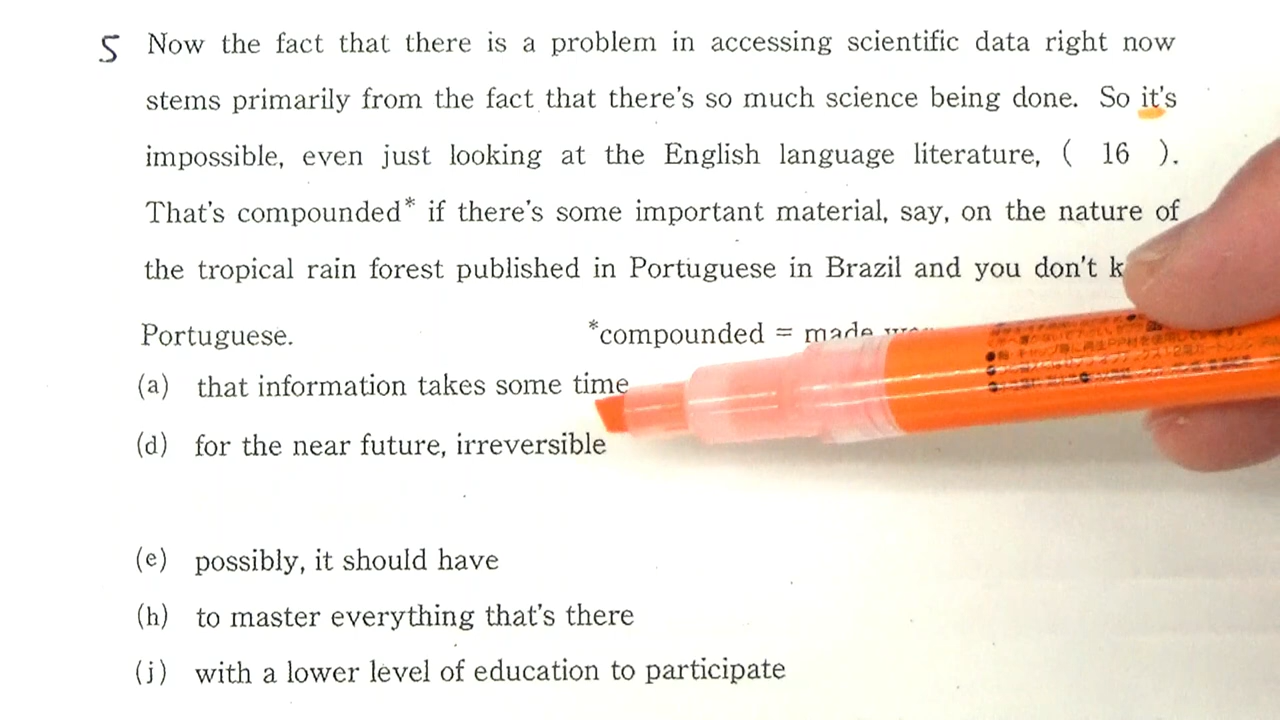 5 Now the fact that there is a problem in accessing scientific data right now
stems primarily from the fact that there's so much science being done. So it's
impossible, even just looking at the English language literature, ( 16 ).
That's compounded* if there's some important material, say, on the nature of
the tropical rain forest published in Portuguese in Brazil and you don't
Portuguese. *compounded = made
(a) that information takes some time
(d) for the near future, irreversible
(e) possibly, it should have
(h) to master everything that's there
(j) with a lower level of education to participate